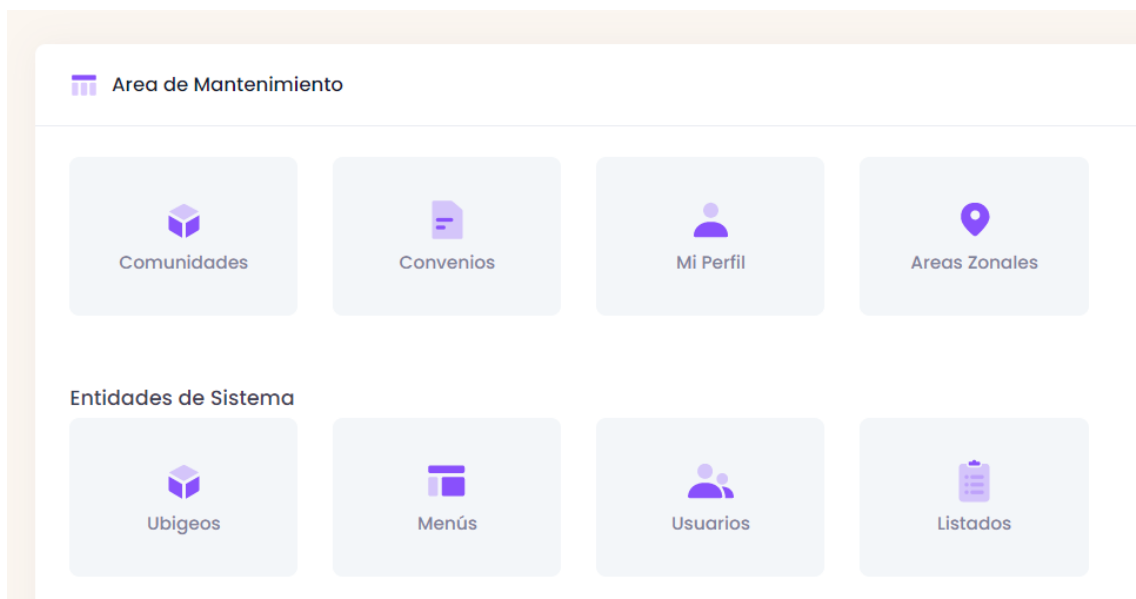 Area de Mantenimiento
Comunidades
Convenios
Mi Perfil
Areas Zonales
Entidades de Sistema
Ubigeos
Menús
Usuarios
Listados